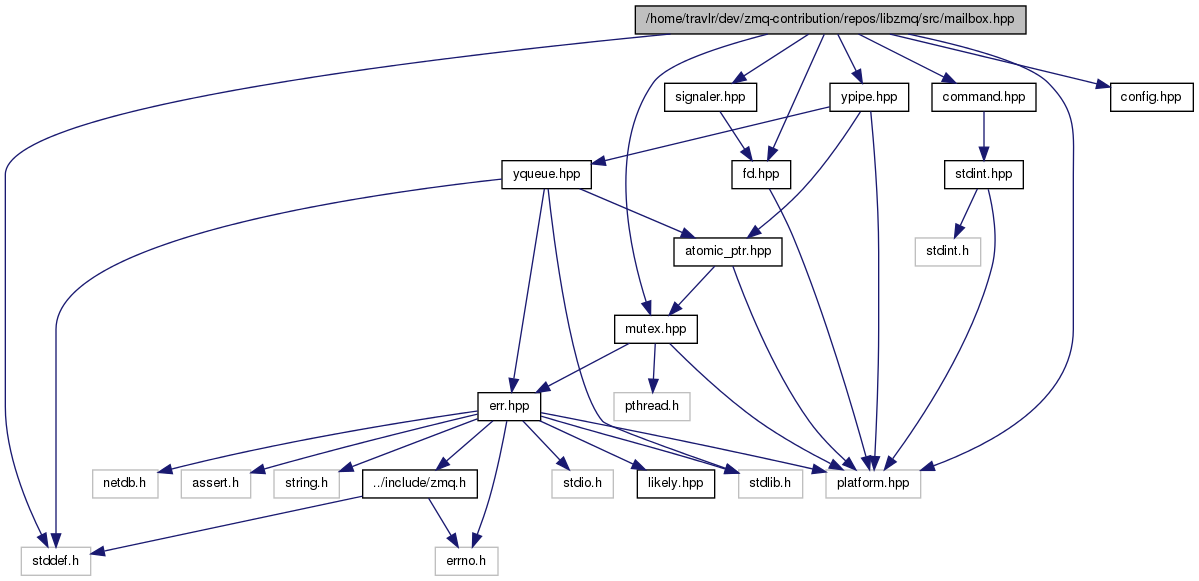 /home/travlr/dev/zmq-contribution/repos/libzmq/src/mailbox.hpp
signaler.hpp
ypipe.hpp
command.hpp
config.hpp
yqueue.hpp
fd.hpp
stdint.hpp
atomic_ptr.hpp
stdint.h
mutex.hpp
err.hpp
pthread.h
netdb.h
assert.h
string.h
../include/zmq.h
stdio.h
likely.hpp
stdlib.h
platform.hpp
stddef.h
errno.h